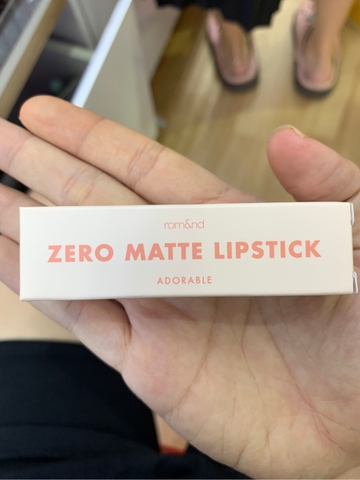 rom&nd
ZERO MATTE LIPSTICK
ADORABLE